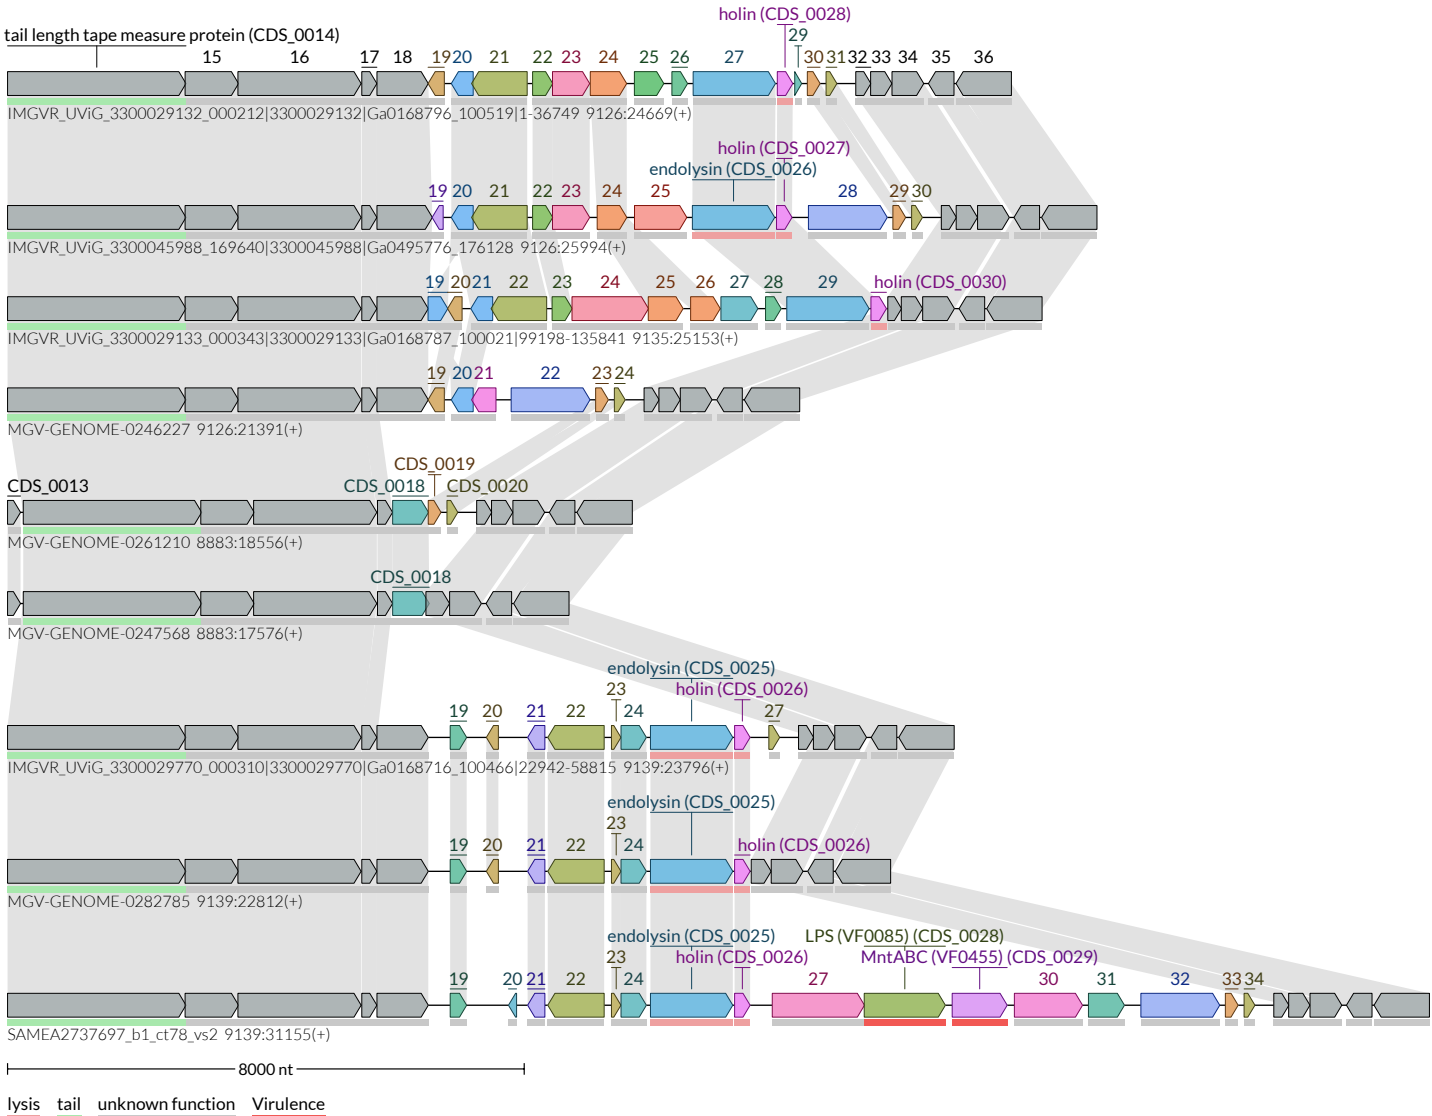 holin (CDS_0028)
tail length tape measure protein (CDS_0014) 29
15 16 17 18 19 20 21 22 23 24 25 26 27 30 31 32 33 34 35 36
IMGVR_UViG_3300029132_000212|3300029132|Ga0168796_100519|1-36749 9126:24669(+)
holin (CDS_0027)
endolysin (CDS_0026)
19 20 21 22 23 24 25 28 29 30
IMGVR_UViG_3300045988_169640|3300045988|Ga0495776_176128 9126:25994(+)
19 20 21 22 23 24 25 26 27 28 29 holin (CDS_0030)
IMGVR_UViG_3300029133_000343|3300029133|Ga0168787_100021|99198-135841 9135:25153(+)
19 20 21 22 23 24
MGV-GENOME-0246227 9126:21391(+)
CDS_0019
CDS_0013 CDS_0018 CDS_0020
MGV-GENOME-0261210 8883:18556(+)
CDS_0018
MGV-GENOME-0247568 8883:17576(+)
endolysin (CDS_0025)
23 holin (CDS_0026)
19 20 21 22 24 27
IMGVR_UViG_3300029770_000310|3300029770|Ga0168716_100466|22942-58815 9139:23796(+)
endolysin (CDS_0025)
23
19 20 21 22 24 holin (CDS_0026)
MGV-GENOME-0282785 9139:22812(+)
endolysin (CDS_0025) LPS (VF0085) (CDS_0028)
23 holin (CDS_0026) MntABC (VF0455) (CDS_0029)
19 20 21 22 24 27 30 31 32 33 34
SAMEA2737697_b1_ct78_vs2 9139:31155(+)
8000 nt
lysis tail unknown function Virulence